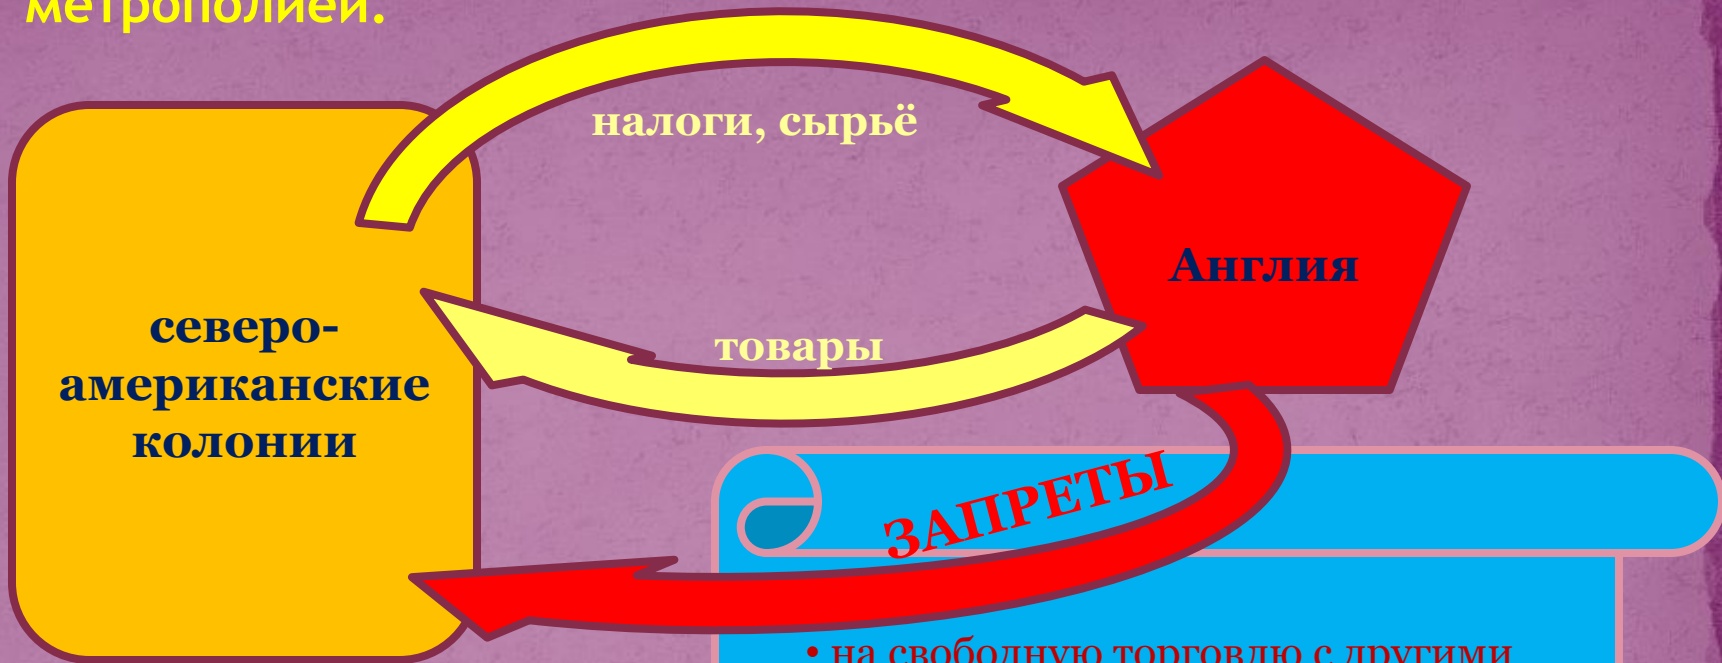 метрополией.
налоги, сырьё
Англия
северо-
американские
колонии
товары
ЗАПРЕТЫ
• на свободную торговлю с другими